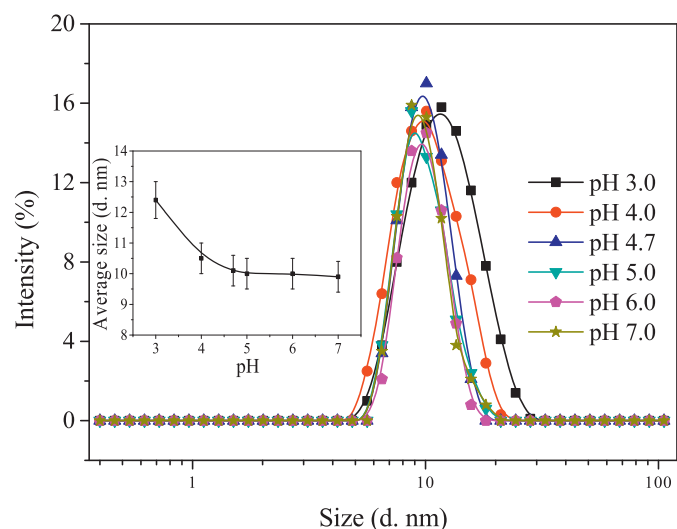 20
16
12
8
4
0
Intensity (%)
1
10
100
Size (d. nm)
14
13
12
11
10
9
8
Average size (d. nm)
3
4
5
6
7
pH
pH 3.0
pH 4.0
pH 4.7
pH 5.0
pH 6.0
pH 7.0